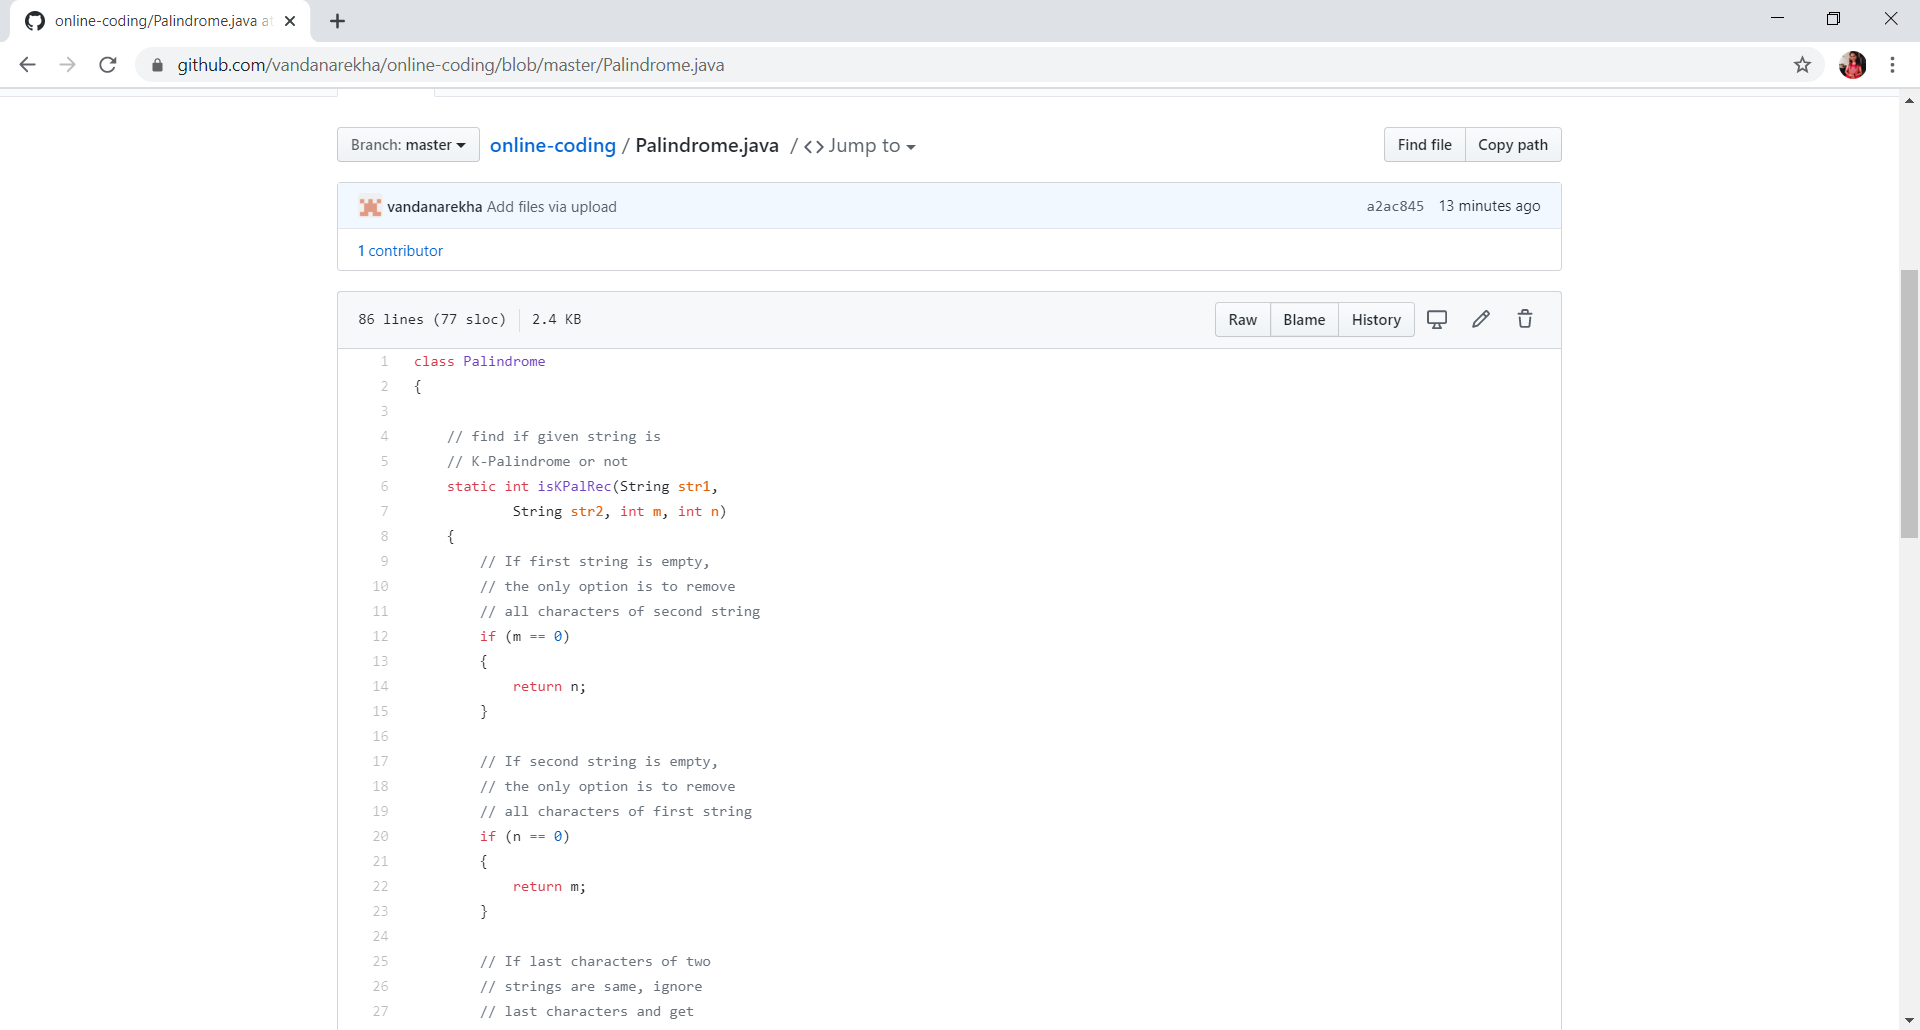 online-coding/Palindrome.java at
github.com/vandanarekha/online-coding/blob/master/Palindrome.java
Branch: master online-coding / Palindrome.java / <> Jump to Find file Copy path
vandanarekha Add files via upload a2ac845 13 minutes ago
1 contributor
86 lines (77 sloc) 2.4 KB Raw Blame History
1 class Palindrome
2 {
3
4 // find if given string is
5 // K-Palindrome or not
6 static int isKPalRec(String str1,
7 String str2, int m, int n)
8 {
9 // If first string is empty,
10 // the only option is to remove
11 // all characters of second string
12 if (m == 0)
13 {
14 return n;
15 }
16
17 // If second string is empty,
18 // the only option is to remove
19 // all characters of first string
20 if (n == 0)
21 {
22 return m;
23 }
24
25 // If last characters of two
26 // strings are same, ignore
27 // last characters and get